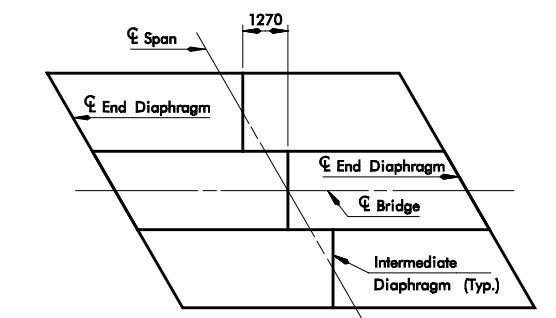 1270
℄ Span
℄ End Diaphragm
℄ End Diaphragm
℄ Bridge
Intermediate
Diaphragm (Typ.)